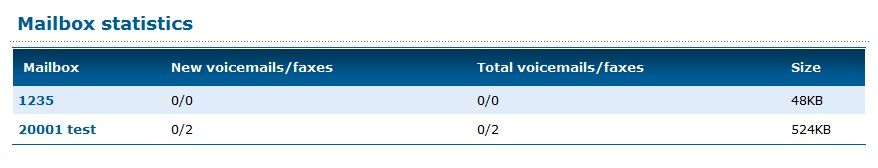 Mailbox statistics
Mailbox New voicemails/faxes Total voicemails/faxes Size
1235 0/0 0/0 48KB
20001 test 0/2 0/2 524KB